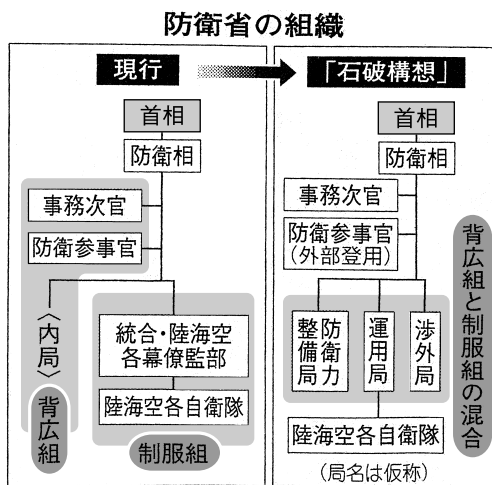 防衛省の組織
現行
首相
防衛相
事務次官
防衛参事官
〈内局〉
背広組
統合・陸海空
各幕僚監部
陸海空各自衛隊
制服組
「石破構想」
首相
防衛相
事務次官
防衛参事官
(外部登用)
防衛力
整備局
運用局
渉外局
陸海空各自衛隊
背広組と制服組の混合
(局名は仮称)